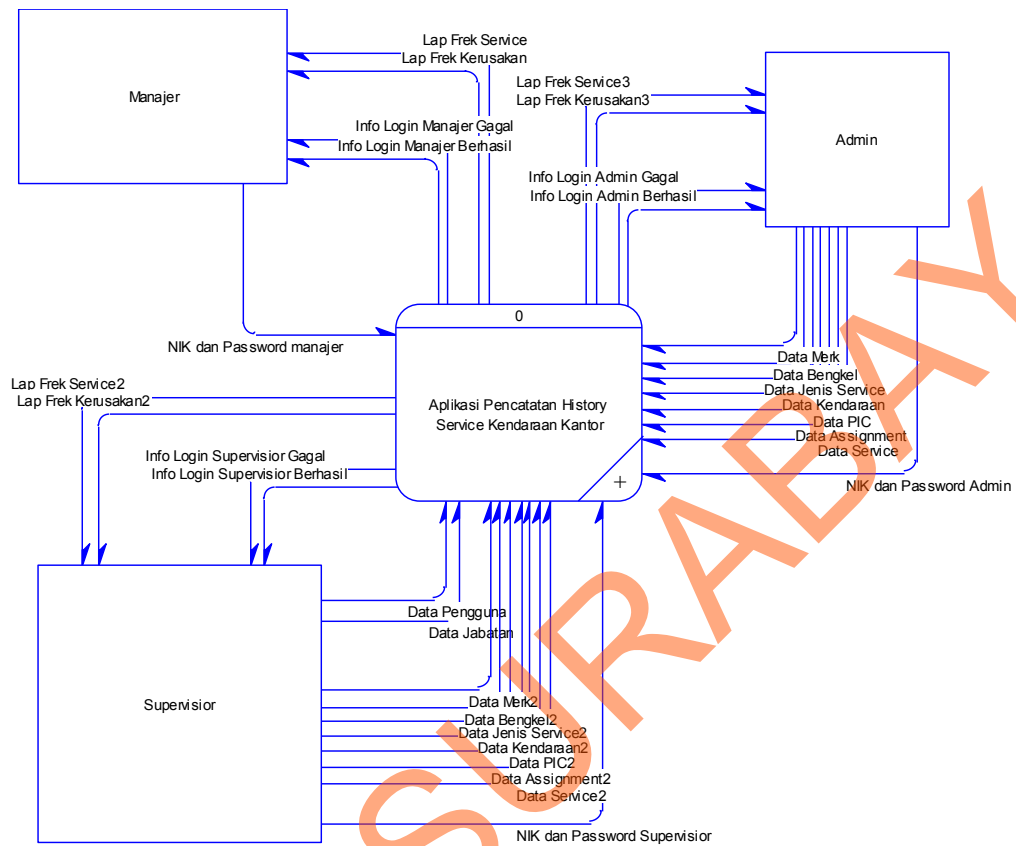 Lap Frek Service
Lap Frek Kerusakan
Manajer
Info Login Manajer Gagal
Info Login Manajer Berhasil
Lap Frek Service3
Lap Frek Kerusakan3
Admin
Info Login Admin Gagal
Info Login Admin Berhasil
0
NIK dan Password manajer
Aplikasi Pencatatan History
Service Kendaraan Kantor
+
Data Merk
Data Bengkel
Data Jenis Service
Data Kendaraan
Data PIC
Data Assignment
Data Service
NIK dan Password Admin
Lap Frek Service2
Lap Frek Kerusakan2
Info Login Supervisior Gagal
Info Login Supervisior Berhasil
Data Pengguna
Data Jabatan
Supervisior
Data Merk2
Data Bengkel2
Data Jenis Service2
Data Kendaraan2
Data PIC2
Data Assignment2
Data Service2
NIK dan Password Supervisior
SURABAY